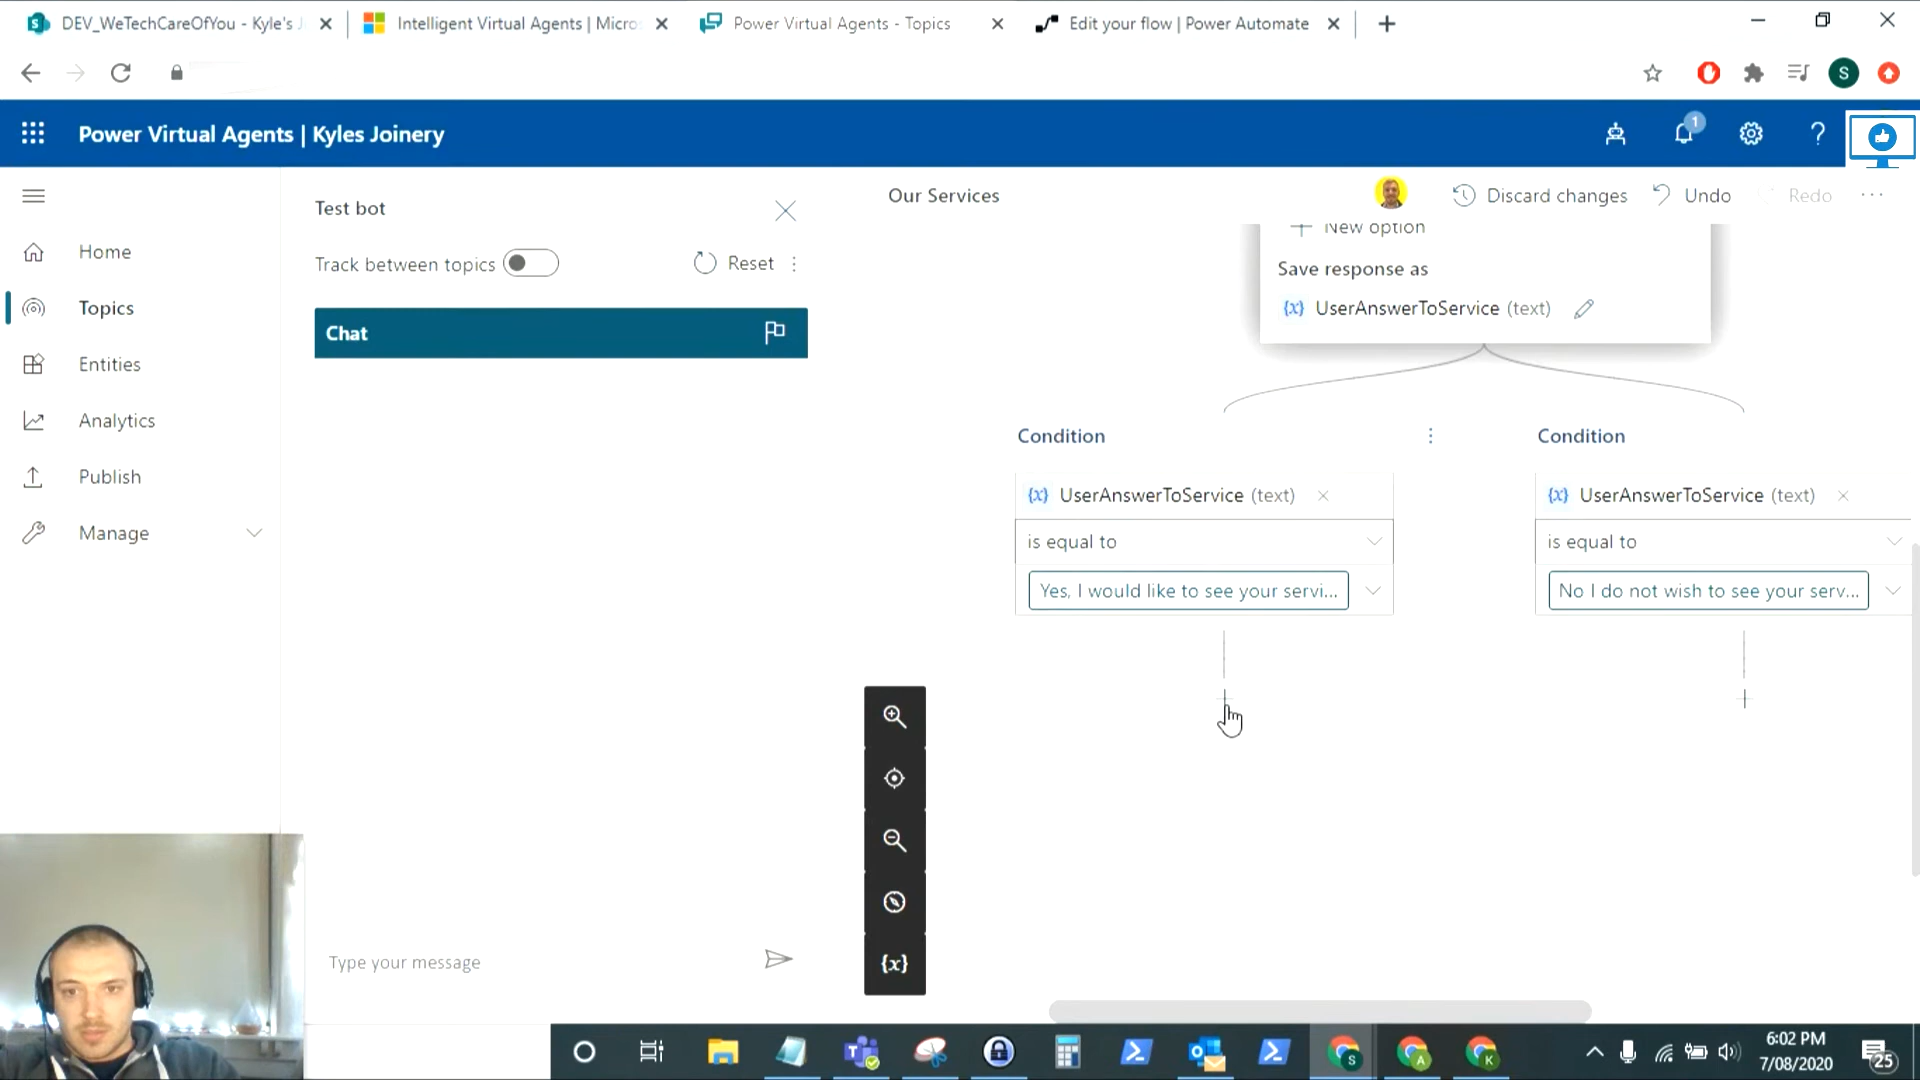 DEV_WeTechCareOfYou - Kyle's J
Intelligent Virtual Agents | Micro
Power Virtual Agents - Topics
Edit your flow | Power Automate
S
Power Virtual Agents | Kyles Joinery
1
?
Test bot
Our Services
Discard changes
Undo
Redo
Home
Track between topics
Reset
New option
Save response as
{x} UserAnswerToService (text)
Topics
Chat
Entities
Analytics
Publish
Manage
Condition
Condition
{x} UserAnswerToService (text)
{x} UserAnswerToService (text)
is equal to
is equal to
Yes, I would like to see your servi...
No I do not wish to see your serv...
{x}
Type your message
S
A
K
6:02 PM
7/08/2020
25